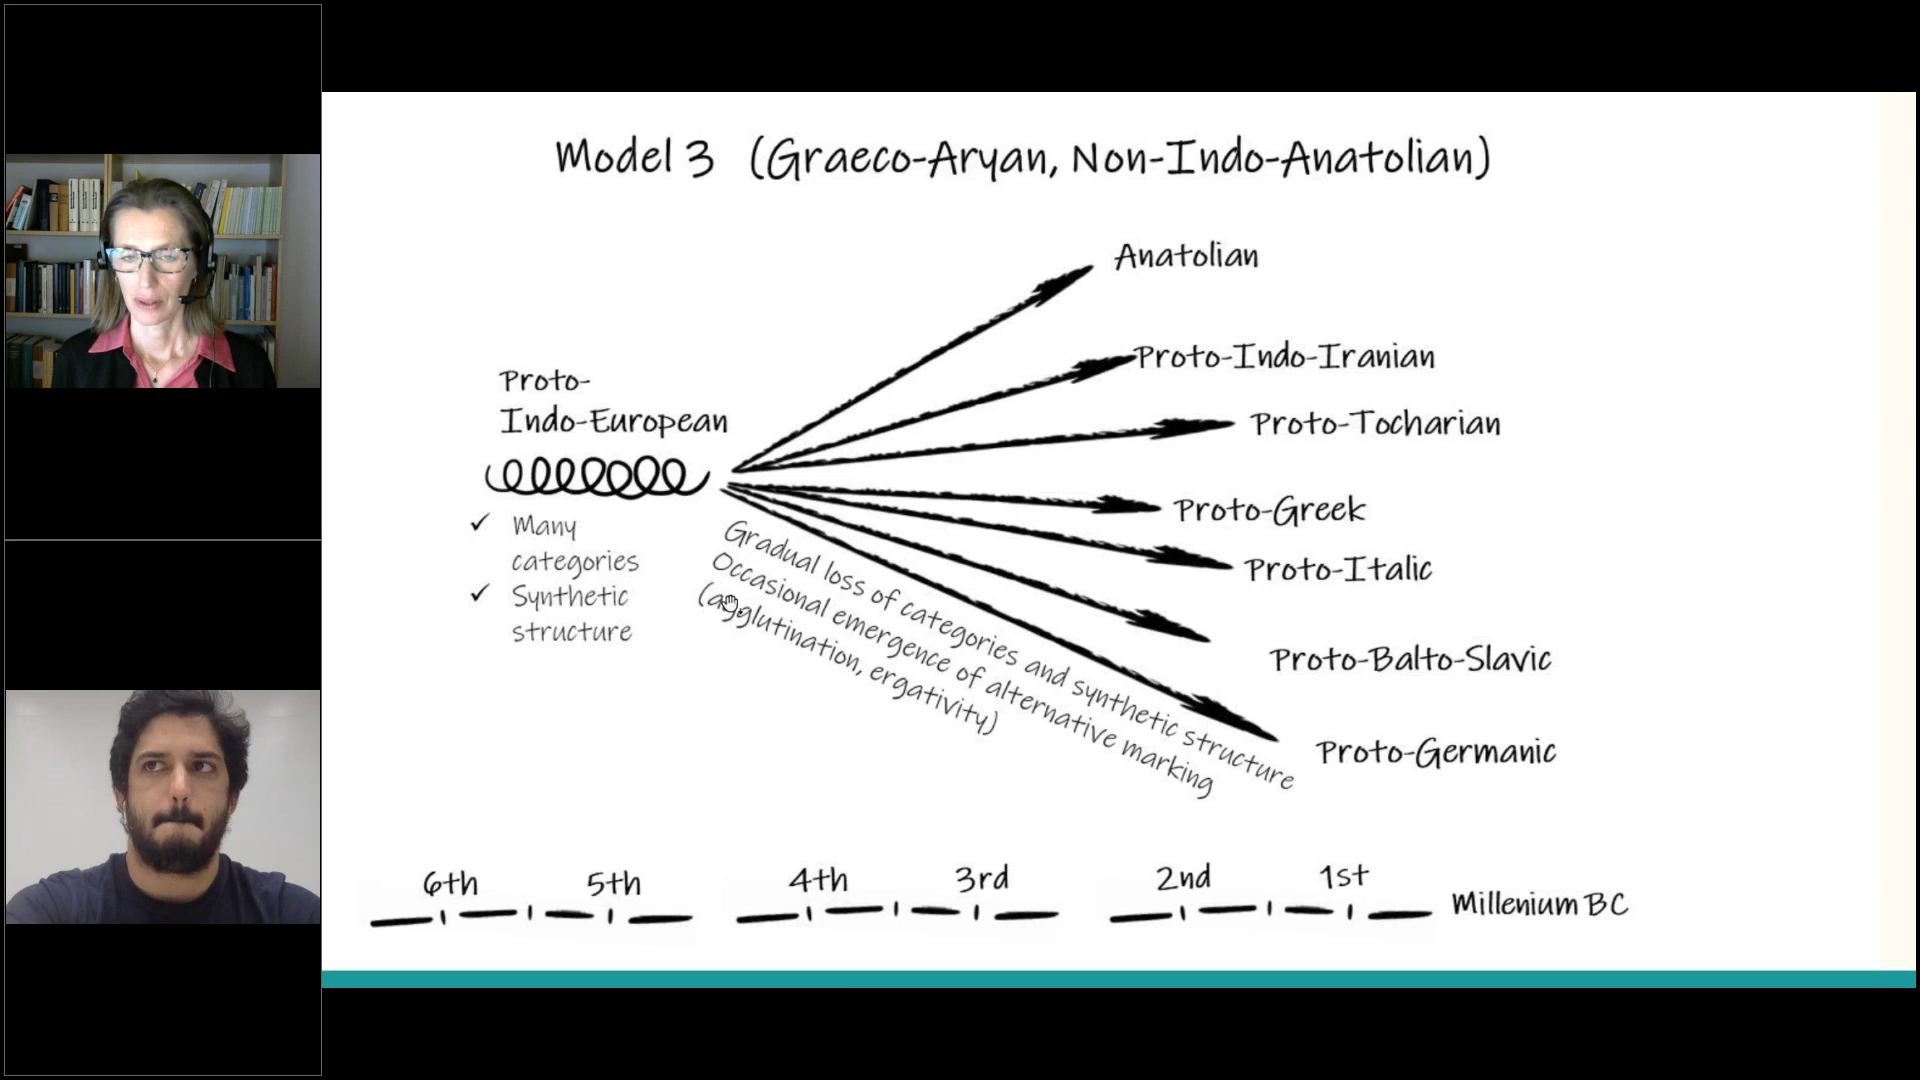 Model 3 (Graeco-Aryan, Non-Indo-Anatolian)
Anatolian
Proto-Indo-Iranian
Proto-Tocharian
Proto-Greek
Proto-Italic
Proto-Balto-Slavic
Proto-Germanic
Proto-
Indo-European
✓ Many
categories
✓ Synthetic
structure
Gradual loss of categories and synthetic structure
Occasional emergence of alternative marking
(agglutination, ergativity)
6th 5th 4th 3rd 2nd 1st
Millenium BC